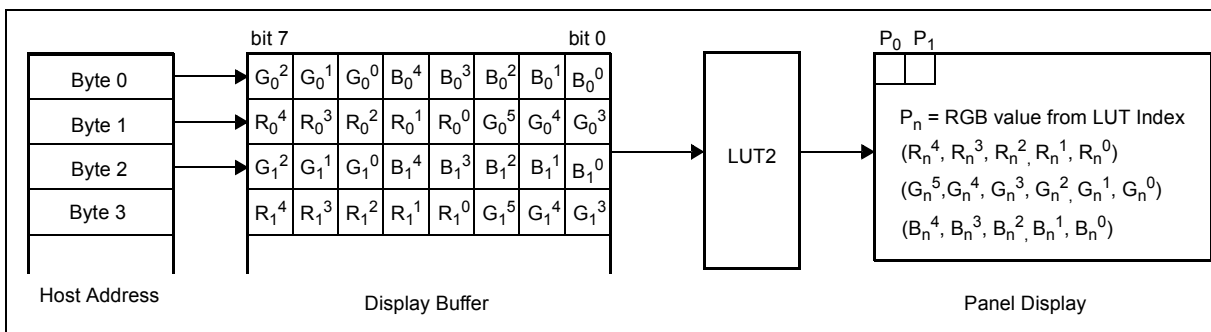 bit 7 bit 0 P₀ P₁
Byte 0 G₀² G₀¹ G₀⁰ B₀⁴ B₀³ B₀² B₀¹ B₀⁰
Byte 1 R₀⁴ R₀³ R₀² R₀¹ R₀⁰ G₀⁵ G₀⁴ G₀³
Byte 2 G₁² G₁¹ G₁⁰ B₁⁴ B₁³ B₁² B₁¹ B₁⁰
Byte 3 R₁⁴ R₁³ R₁² R₁¹ R₁⁰ G₁⁵ G₁⁴ G₁³
LUT2
Pₙ = RGB value from LUT Index
(Rₙ⁴, Rₙ³, Rₙ², Rₙ¹, Rₙ⁰)
(Gₙ⁵,Gₙ⁴, Gₙ³, Gₙ², Gₙ¹, Gₙ⁰)
(Bₙ⁴, Bₙ³, Bₙ², Bₙ¹, Bₙ⁰)
Host Address Display Buffer Panel Display